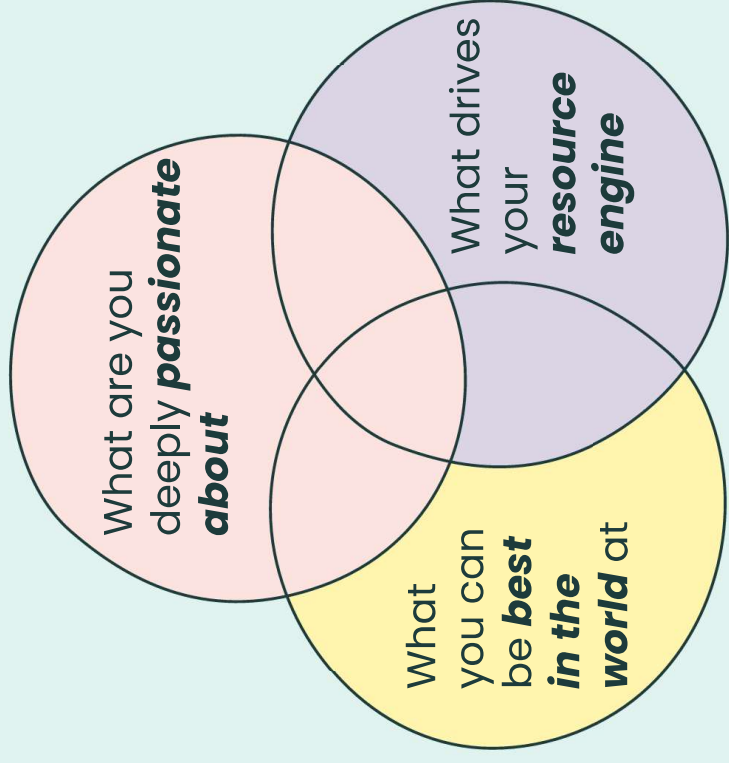 What are you
deeply passionate
about
What
you can
be best
in the
world at
What drives
your
resource
engine